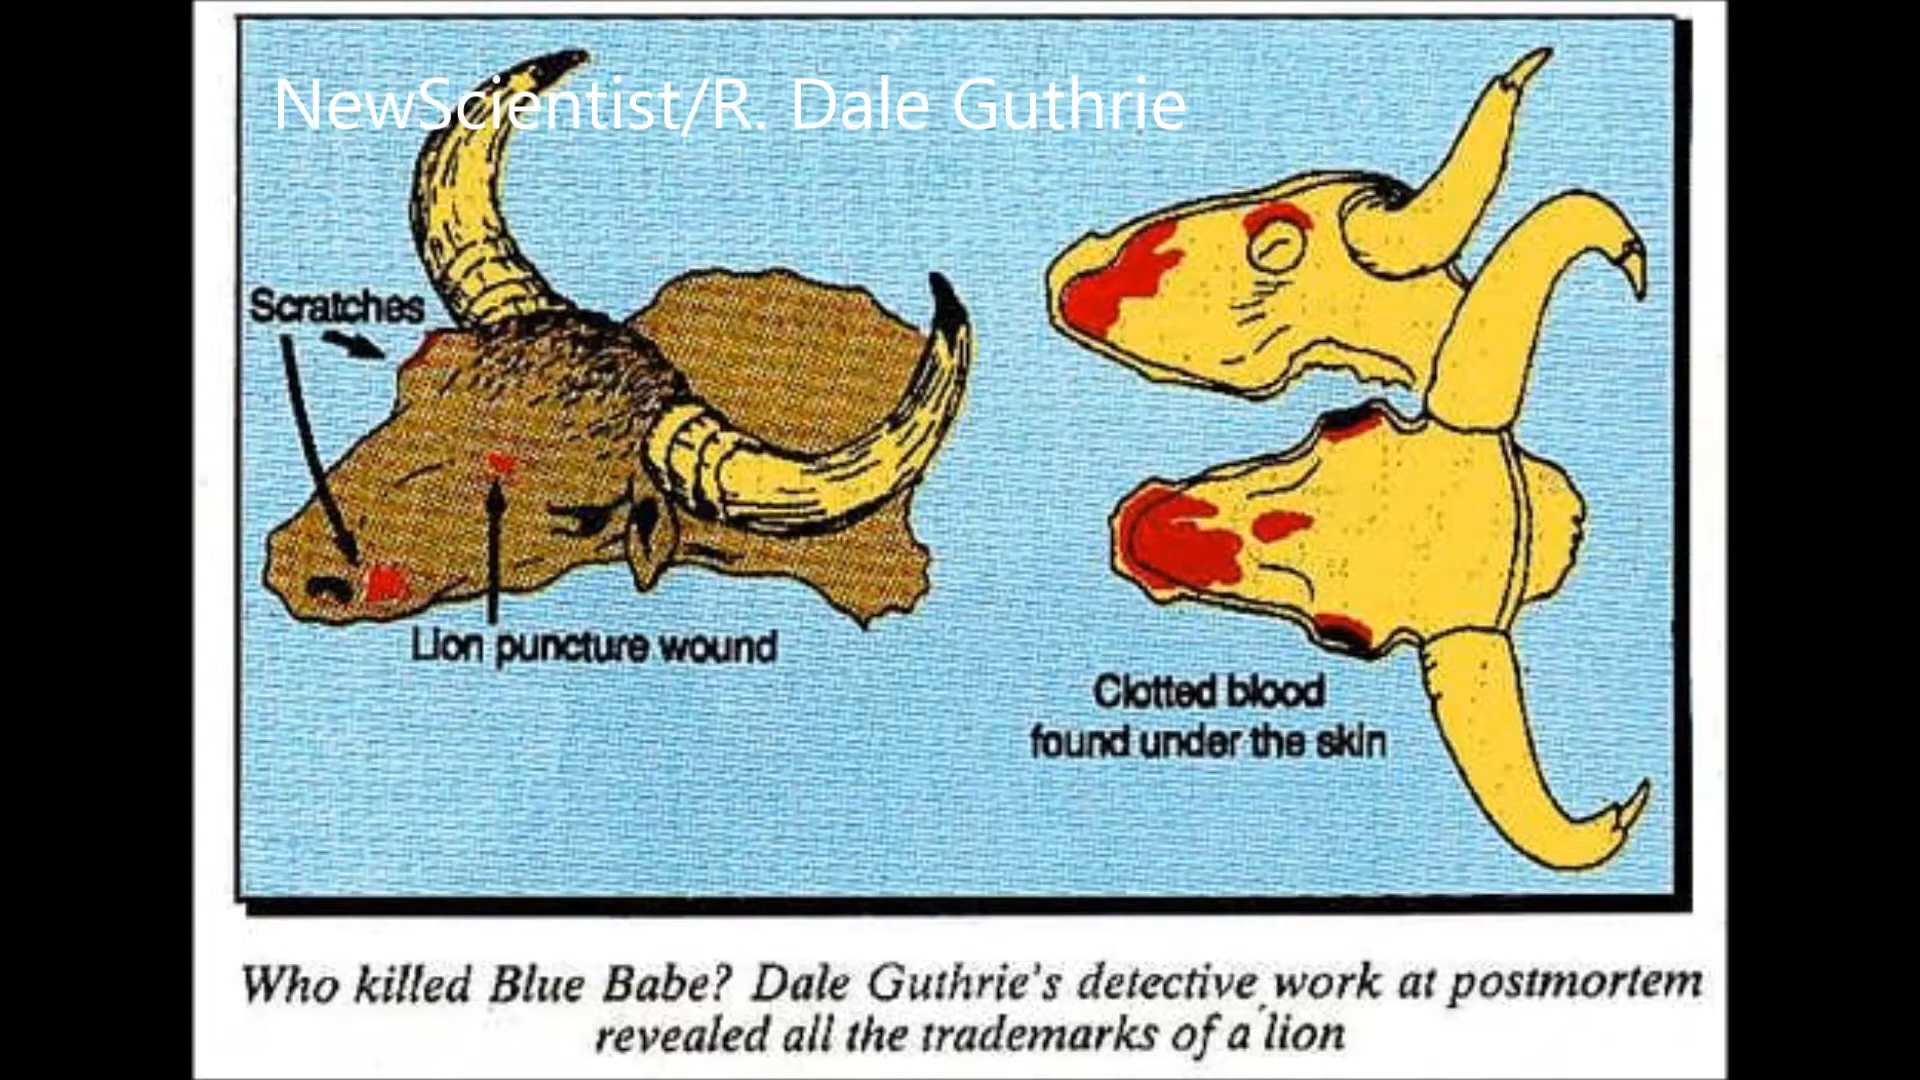 NewScientist/R. Dale Guthrie
Scratches
Lion puncture wound
Clotted blood
found under the skin
Who killed Blue Babe? Dale Guthrie's detective work at postmortem
revealed all the trademarks of a lion